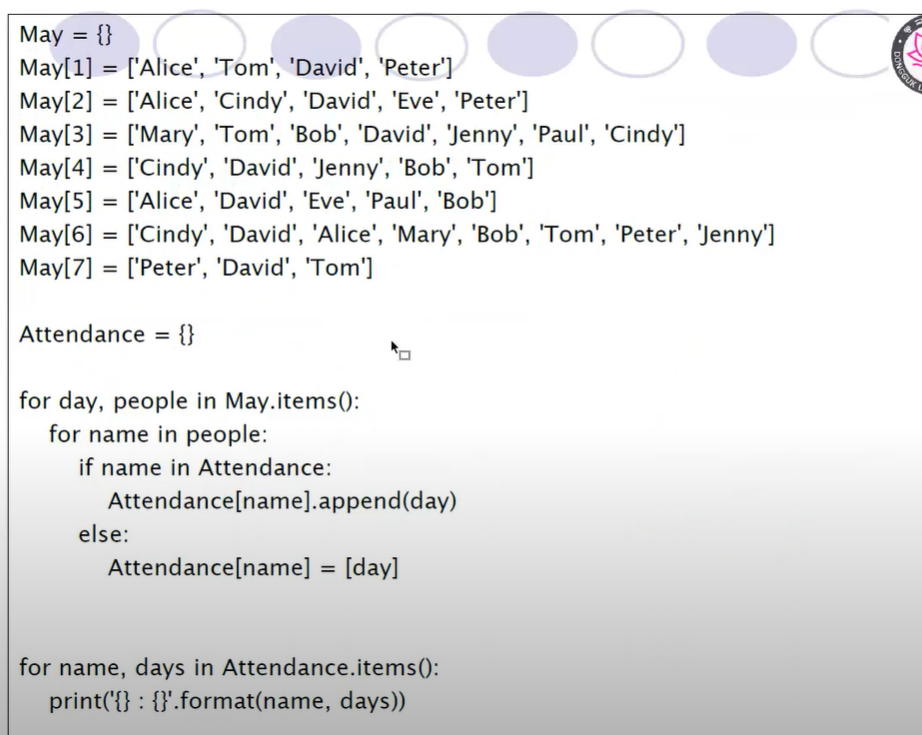 May = {}
May[1] = ['Alice', 'Tom', 'David', 'Peter']
May[2] = ['Alice', 'Cindy', 'David', 'Eve', 'Peter']
May[3] = ['Mary', 'Tom', 'Bob', 'David', 'Jenny', 'Paul', 'Cindy']
May[4] = ['Cindy', 'David', 'Jenny', 'Bob', 'Tom']
May[5] = ['Alice', 'David', 'Eve', 'Paul', 'Bob']
May[6] = ['Cindy', 'David', 'Alice', 'Mary', 'Bob', 'Tom', 'Peter', 'Jenny']
May[7] = ['Peter', 'David', 'Tom']
Attendance = {}
for day, people in May.items():
for name in people:
if name in Attendance:
Attendance[name].append(day)
else:
Attendance[name] = [day]
for name, days in Attendance.items():
print('{} : {}'.format(name, days))